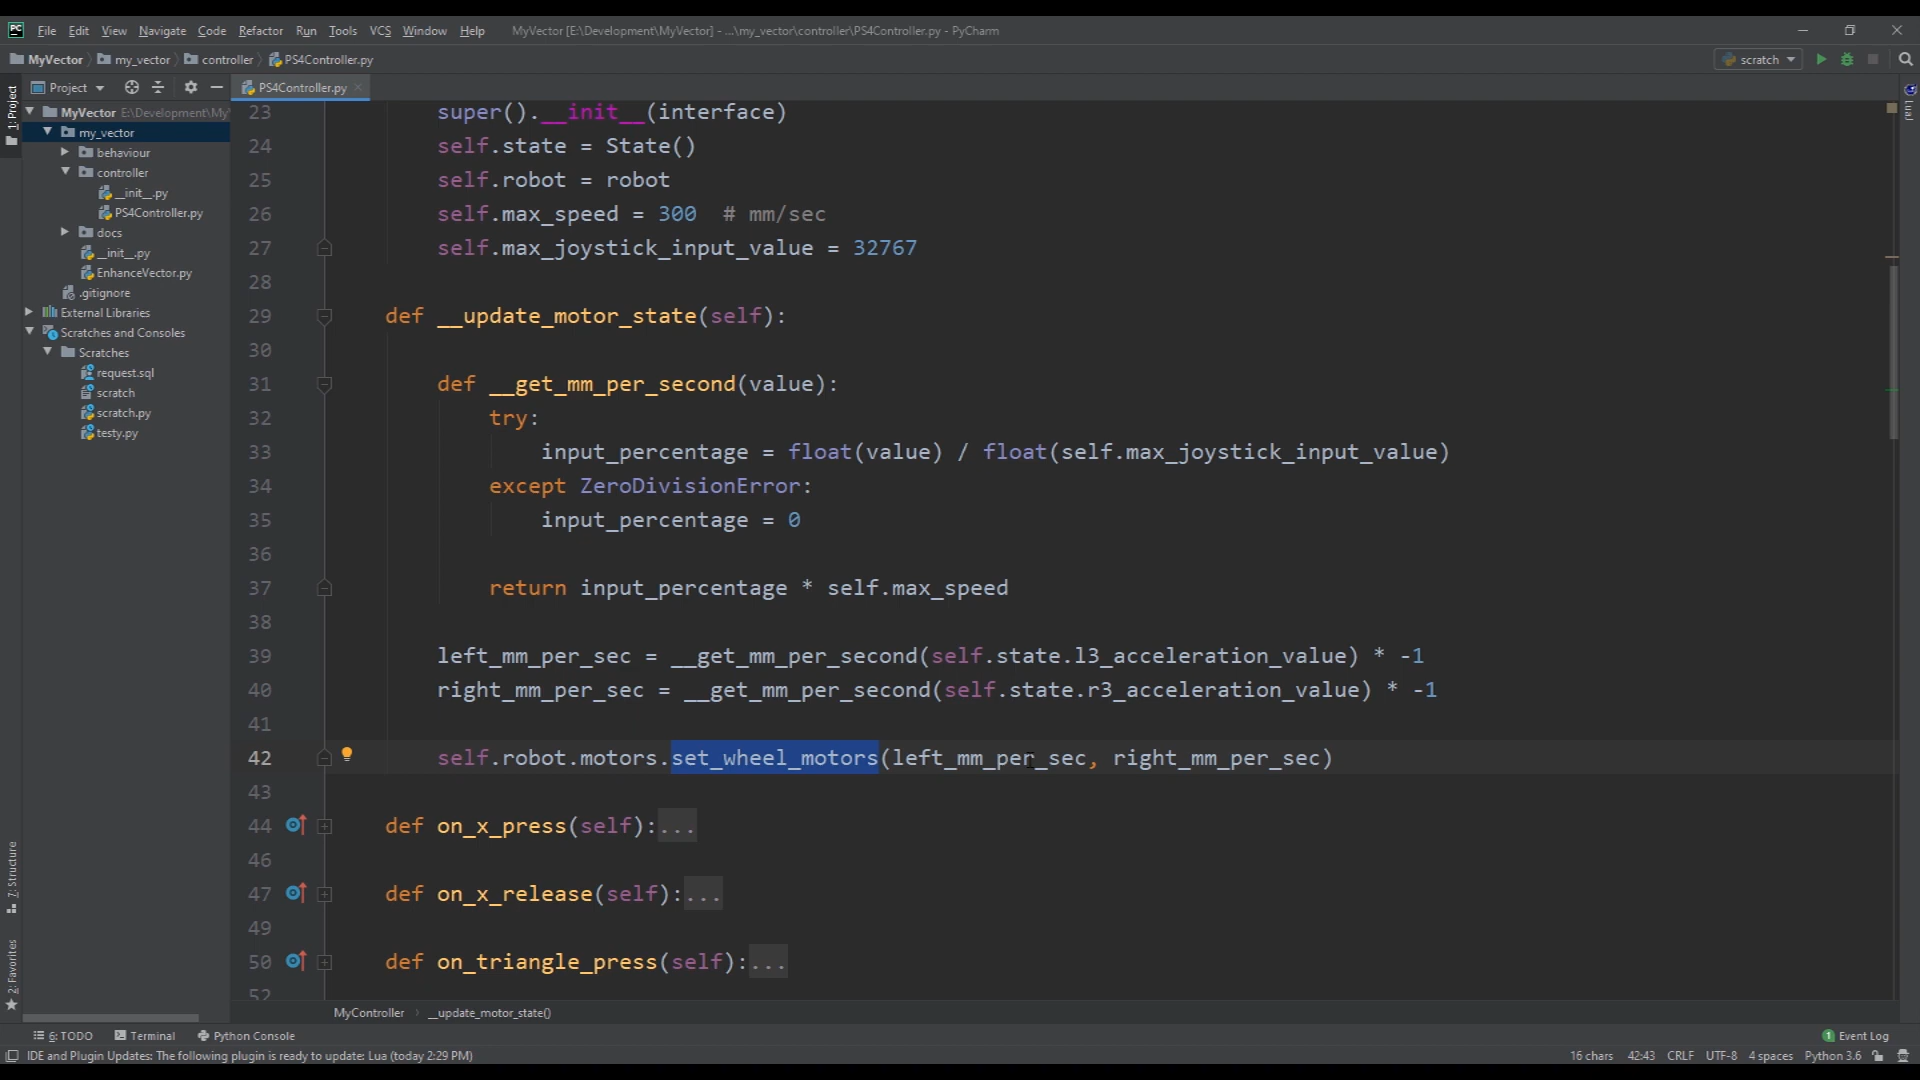 File Edit View Navigate Code Refactor Run Tools VCS Window Help MyVector [E:\Development\MyVector] - ...\my_vector\controller\PS4Controller.py - PyCharm
MyVector my_vector controller PS4Controller.py scratch
Project PS4Controller.py
1: Project
Lua
MyVector E:\Development\My
my_vector
behaviour
controller
__init__.py
PS4Controller.py
docs
__init__.py
EnhanceVector.py
.gitignore
External Libraries
Scratches and Consoles
Scratches
request.sql
scratch
scratch.py
testy.py
7: Structure
2: Favorites
23 super().__init__(interface)
24 self.state = State()
25 self.robot = robot
26 self.max_speed = 300 # mm/sec
27 self.max_joystick_input_value = 32767
28
29 def __update_motor_state(self):
30
31 def __get_mm_per_second(value):
32 try:
33 input_percentage = float(value) / float(self.max_joystick_input_value)
34 except ZeroDivisionError:
35 input_percentage = 0
36
37 return input_percentage * self.max_speed
38
39 left_mm_per_sec = __get_mm_per_second(self.state.l3_acceleration_value) * -1
40 right_mm_per_sec = __get_mm_per_second(self.state.r3_acceleration_value) * -1
41
42 self.robot.motors.set_wheel_motors(left_mm_per_sec, right_mm_per_sec)
43
44 def on_x_press(self):...
46
47 def on_x_release(self):...
49
50 def on_triangle_press(self):...
52
MyController __update_motor_state()
6: TODO Terminal Python Console 1 Event Log
IDE and Plugin Updates: The following plugin is ready to update: Lua (today 2:29 PM) 16 chars 42:43 CRLF UTF-8 4 spaces Python 3.6